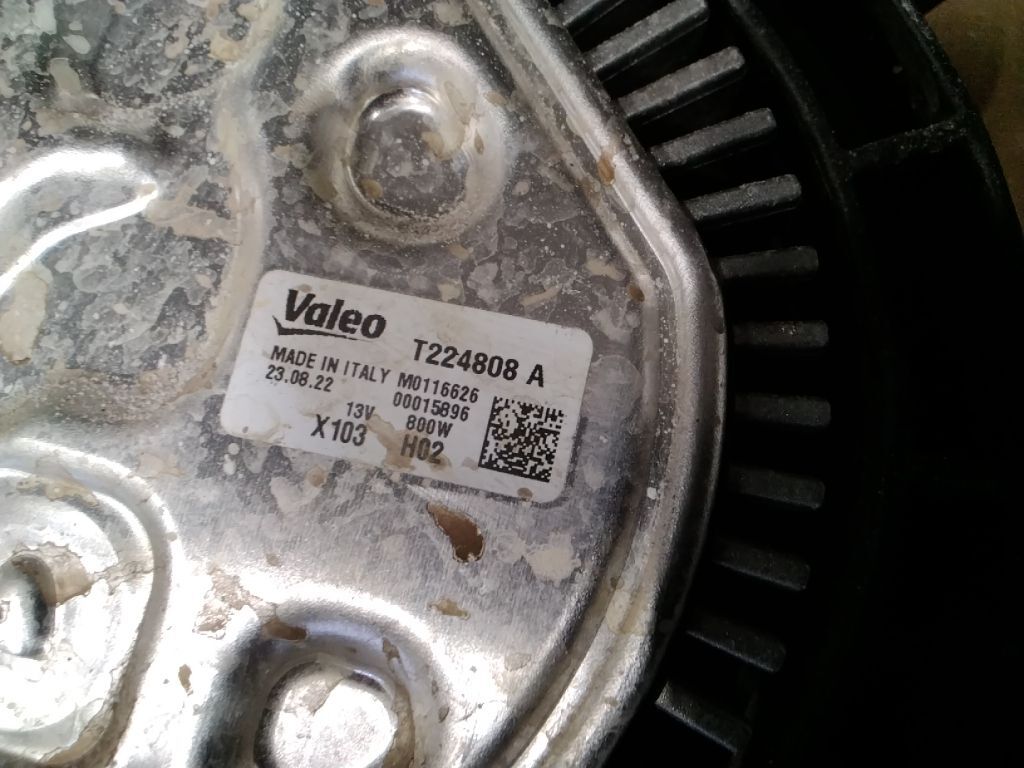 Valeo
T224808 A
MADE IN ITALY M0116626
23.08.22 00015896
13V 800W
X103 H02